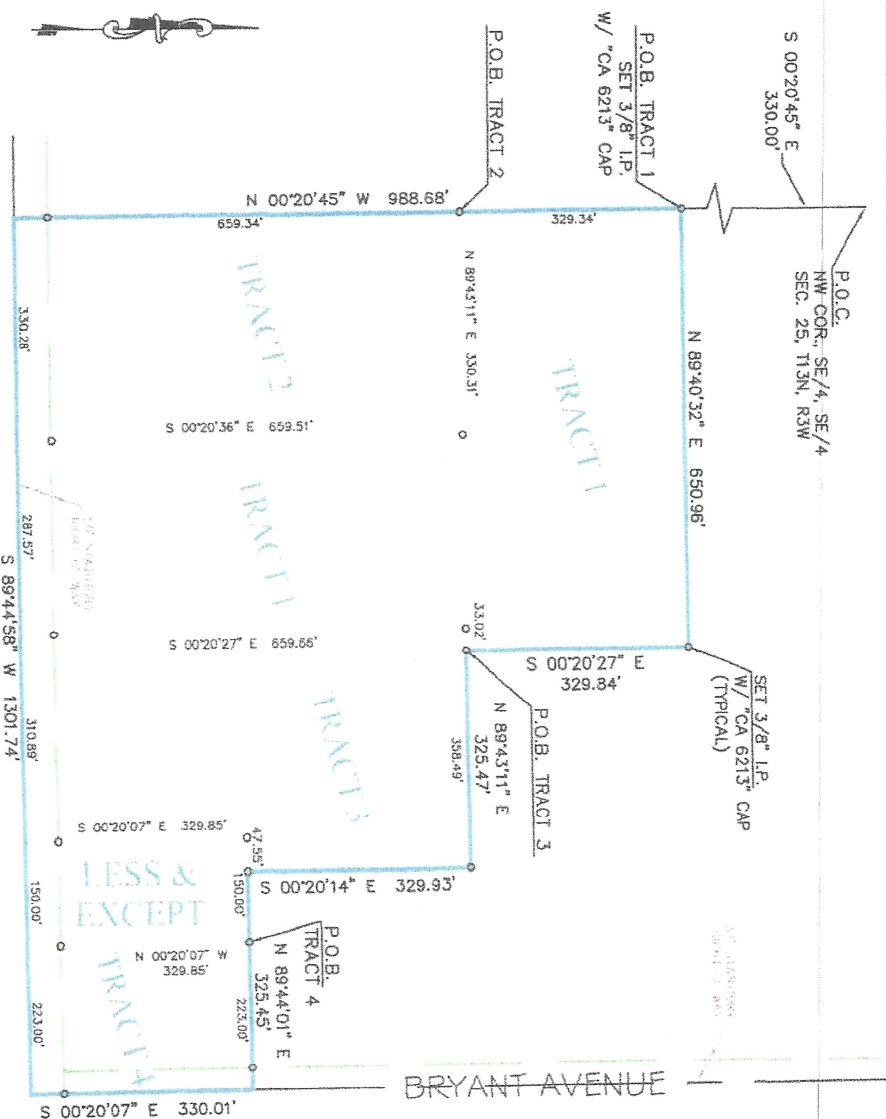 S 00°20'45" E
330.00'
P.O.C.
NW COR., SE/4, SE/4
SEC. 25, T13N, R3W
P.O.B. TRACT 1
SET 3/8" I.P.
W/ "CA 6213" CAP
P.O.B. TRACT 2
N 00°20'45" W 988.68'
659.34'
329.34'
N 89°40'32" E 650.96'
TRACT 1
N 89°43'11" E 330.31'
SET 3/8" I.P.
W/ "CA 6213" CAP
(TYPICAL)
S 00°20'27" E
329.84'
33.02'
P.O.B. TRACT 3
N 89°43'11" E
325.47'
358.49'
TRACT 2
S 00°20'36" E 659.51'
TRACT 1
S 00°20'27" E 659.66'
TRACT 3
S 00°20'14" E 329.93'
47.55'
150.00'
S 00°20'07" E 329.85'
LESS &
EXCEPT
P.O.B.
TRACT 4
N 89°44'01" E
325.45'
223.00'
N 00°20'07" W
329.85'
TRACT 4
330.28'
287.57'
310.89'
150.00'
223.00'
S 89°44'58" W 1301.74'
S 00°20'07" E 330.01'
BRYANT AVENUE